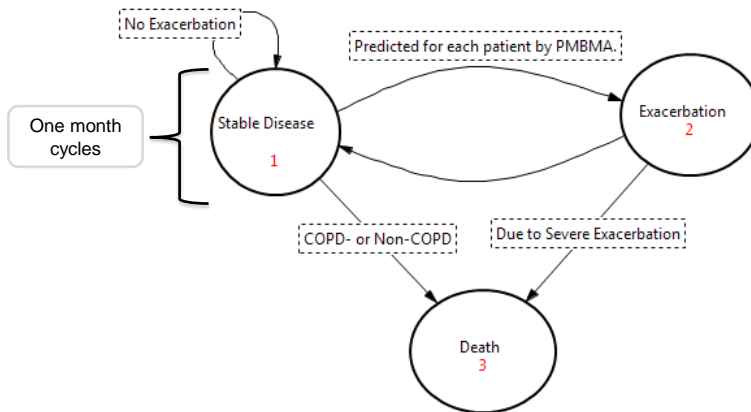 No Exacerbation
Predicted for each patient by PMBMA.
One month
cycles
Stable Disease
1
Exacerbation
2
COPD- or Non-COPD
Due to Severe Exacerbation
Death
3